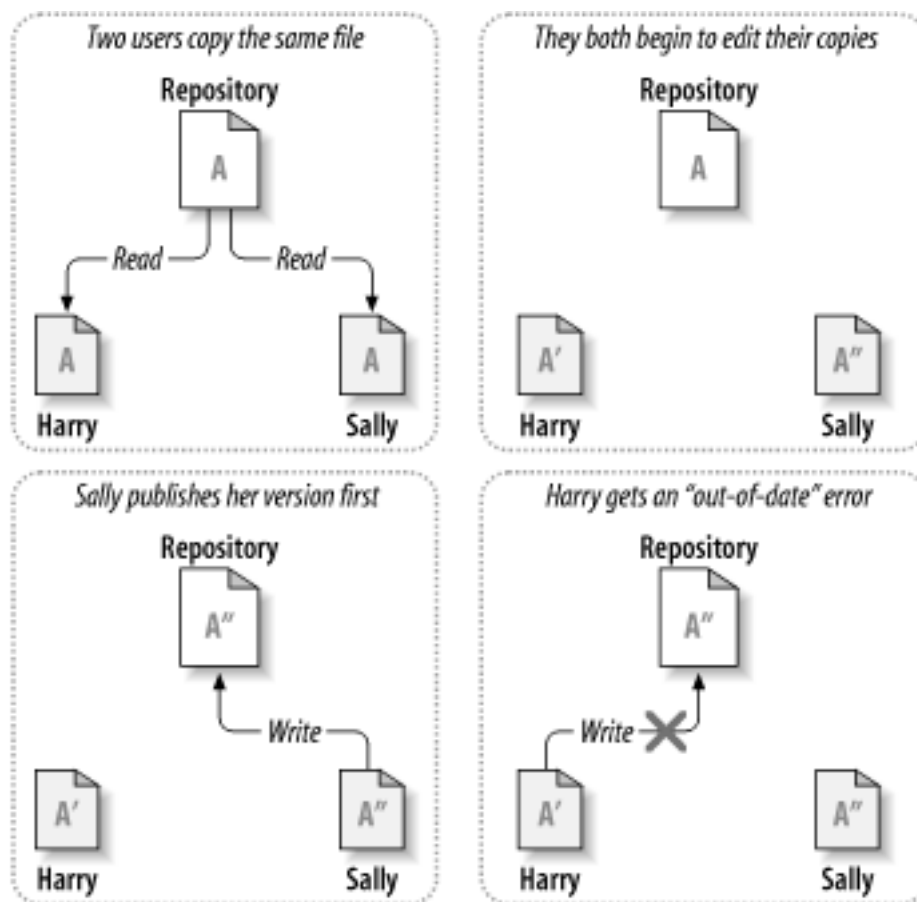 Two users copy the same file
Repository
A
Read
Read
A
A
Harry
Sally
They both begin to edit their copies
Repository
A
A′
A″
Harry
Sally
Sally publishes her version first
Repository
A″
Write
A′
A″
Harry
Sally
Harry gets an “out-of-date” error
Repository
A″
Write
A′
A″
Harry
Sally